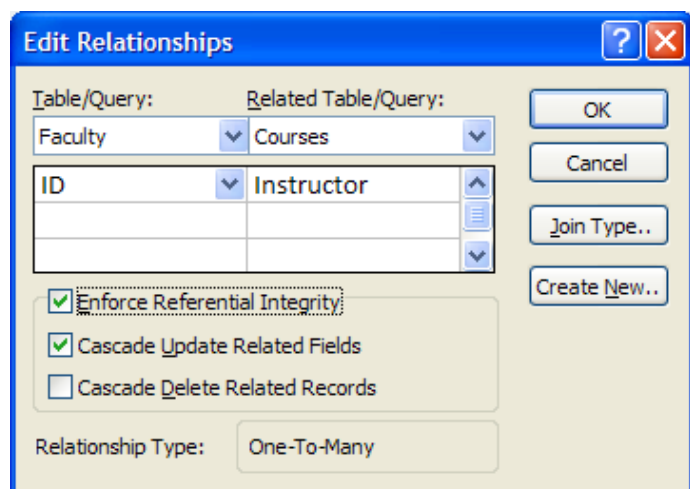 Edit Relationships
Table/Query: Related Table/Query:
Faculty Courses
ID Instructor
Enforce Referential Integrity
Cascade Update Related Fields
Cascade Delete Related Records
Relationship Type: One-To-Many
OK
Cancel
Join Type..
Create New..